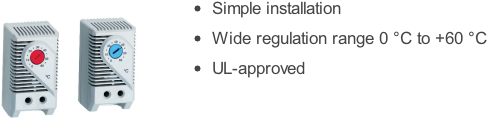 Simple installation
Wide regulation range 0 °C to +60 °C
UL-approved